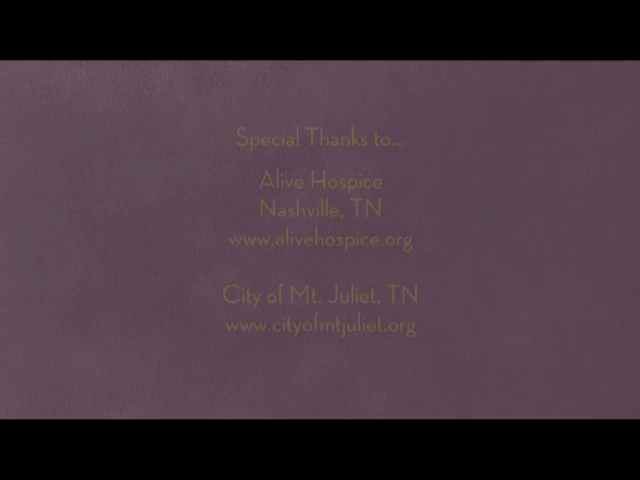 Special Thanks to...
Alive Hospice
Nashville, TN
www.alivehospice.org
City of Mt. Juliet, TN
www.cityofmtjuliet.org